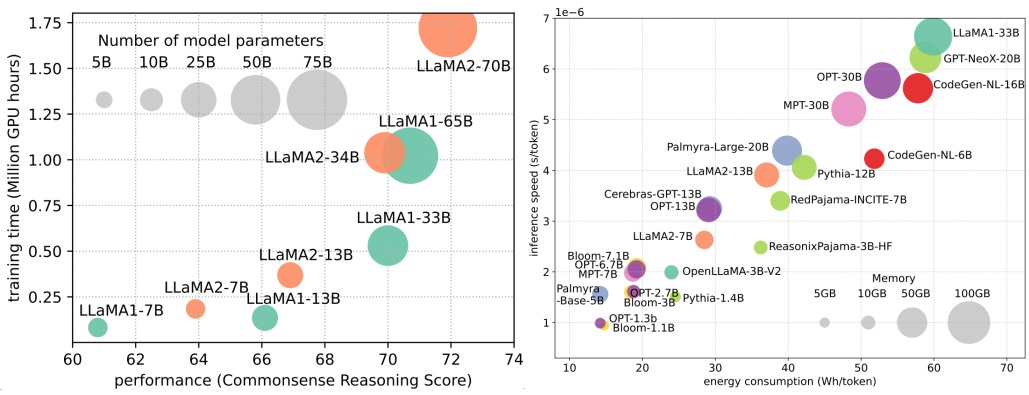 1.75
1.50
1.25
1.00
0.75
0.50
0.25
60 62 64 66 68 70 72 74
training time (Million GPU hours)
performance (Commonsense Reasoning Score)
Number of model parameters
5B 10B 25B 50B 75B
LLaMA2-70B
LLaMA1-65B
LLaMA2-34B
LLaMA1-33B
LLaMA2-13B
LLaMA2-7B
LLaMA1-13B
LLaMA1-7B
1e−6
7
6
5
4
3
2
1
10 20 30 40 50 60 70
inference speed (s/token)
energy consumption (Wh/token)
LLaMA1-33B
GPT-NeoX-20B
OPT-30B
CodeGen-NL-16B
MPT-30B
Palmyra-Large-20B
CodeGen-NL-6B
LLaMA2-13B
Pythia-12B
Cerebras-GPT-13B
OPT-13B
RedPajama-INCITE-7B
LLaMA2-7B
ReasonixPajama-3B-HF
Bloom-7.1B
OPT-6.7B
MPT-7B
OpenLLaMA-3B-V2
Palmyra
-Base-5B
OPT-2.7B
Bloom-3B
Pythia-1.4B
OPT-1.3b
Bloom-1.1B
Memory
5GB 10GB 50GB 100GB